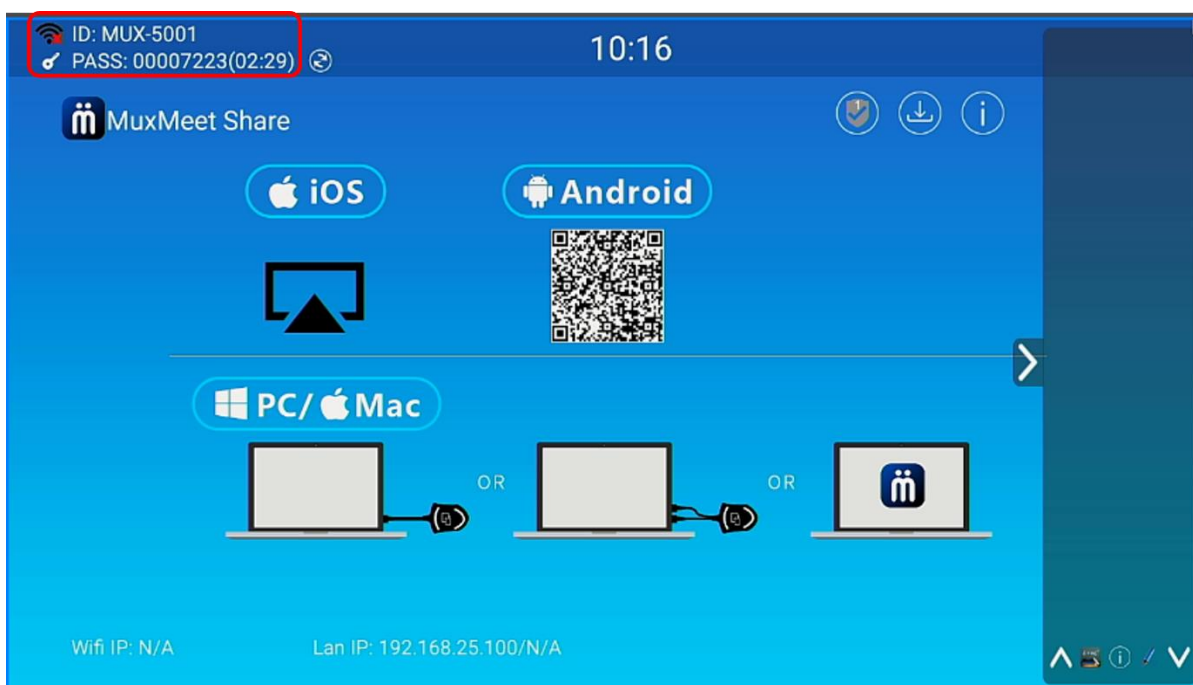 ID: MUX-5001
PASS: 00007223(02:29)
10:16
MuxMeet Share
iOS
Android
PC/ Mac
OR
OR
Wifi IP: N/A
Lan IP: 192.168.25.100/N/A